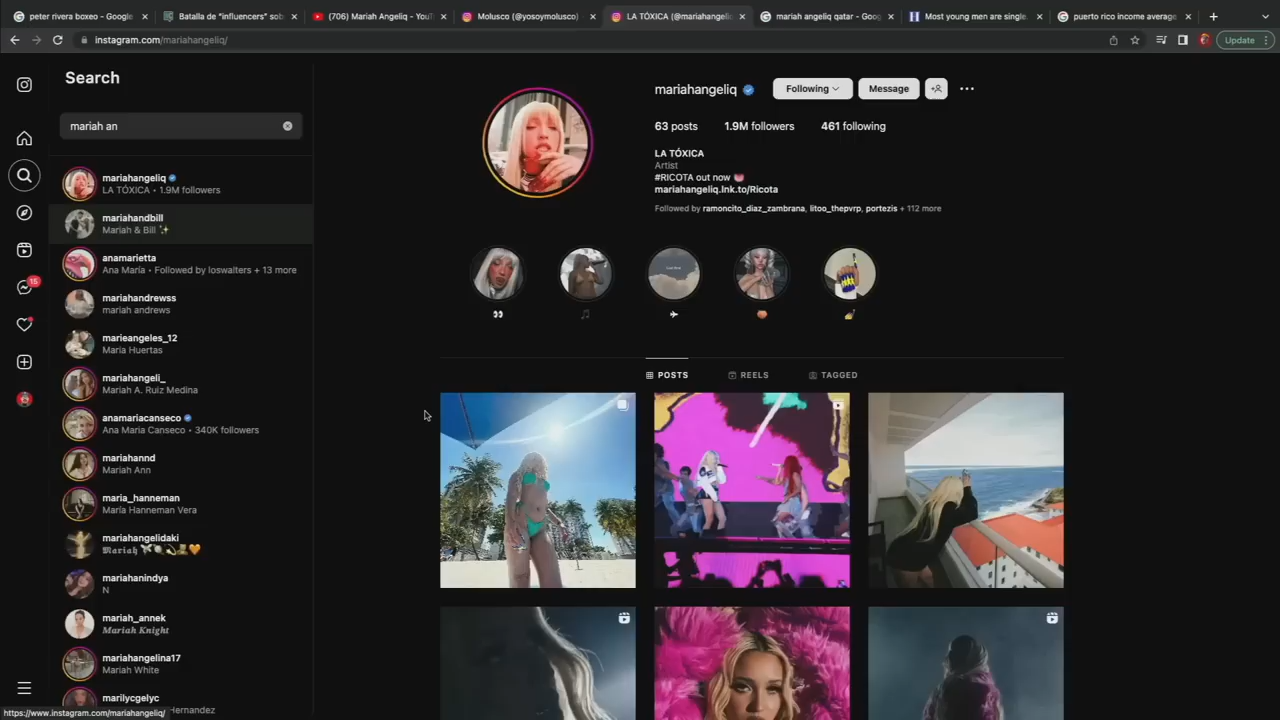 peter rivera boxeo - Google
Batalla de "influencers" sob
(706) Mariah Angeliq - YouT
Molusco (@yosoymolusco)
LA TÓXICA (@mariahangeli
mariah angeliq qatar - Goog
Most young men are single.
puerto rico income average
instagram.com/mariahangeliq/
Update
Search
mariah an
mariahangeliq
LA TÓXICA • 1.9M followers
mariahandbill
Mariah & Bill ✨
anamarietta
Ana María • Followed by loswalters + 13 more
mariahandrewss
mariah andrews
marieangeles_12
Maria Huertas
mariahangeli_
Mariah A. Ruiz Medina
anamariacanseco
Ana Maria Canseco • 340K followers
mariahannd
Mariah Ann
maria_hanneman
María Hanneman Vera
mariahangelidaki
𝕸𝖆𝖗𝖎𝖆𝖍
mariahanindya
N
mariah_annek
Mariah Knight
mariahangelina17
Mariah White
marilycgelyc
Hernandez
15
https://www.instagram.com/mariahangeliq/
mariahangeliq
Following
Message
63 posts
1.9M followers
461 following
LA TÓXICA
Artist
#RICOTA out now 👅
mariahangeliq.lnk.to/Ricota
Followed by ramoncito_diaz_zambrana, litoo_thepvrp, portezis + 112 more
POSTS
REELS
TAGGED